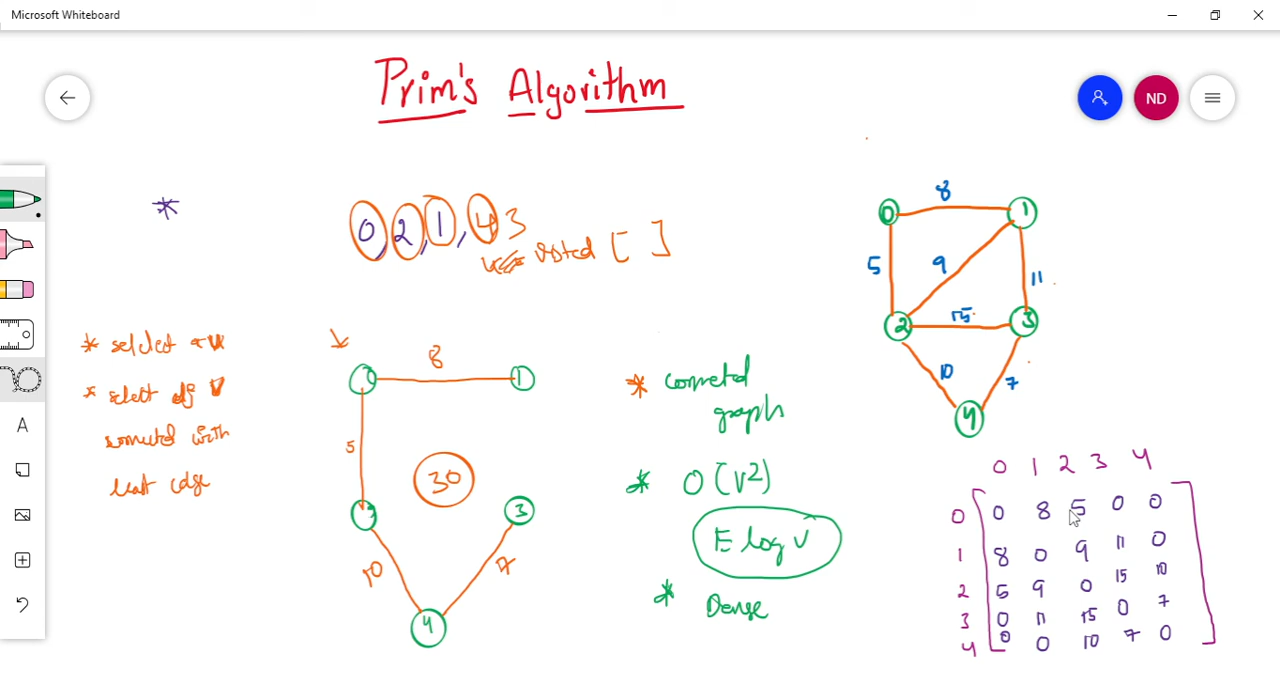 Microsoft Whiteboard
Prim's Algorithm
ND
*
0, 2, 1, 4 3
visted [ ]
* select a V
* select V
with
least edge
8
0
1
5
30
2
3
10
7
4
* connected
graph
* O(V2)
E log V
* Dense
8
0
1
5
9
11
2
15
3
10
7
4
0 1 2 3 4
0 0 8 5 0 0
1 8 0 9 11 0
2 5 9 0 15 10
3 0 11 15 0 7
4 0 0 10 7 0
A